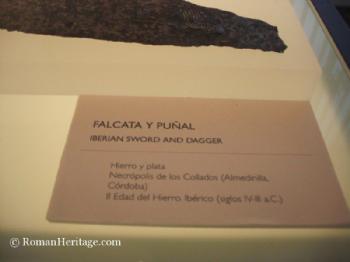 FALCATA Y PUÑAL
IBERIAN SWORD AND DAGGER
Hierro y plata
Necrópolis de los Collados (Almedinilla,
Córdoba)
II Edad del Hierro. Ibérico (siglos IV-III a.C.)
© RomanHeritage.com